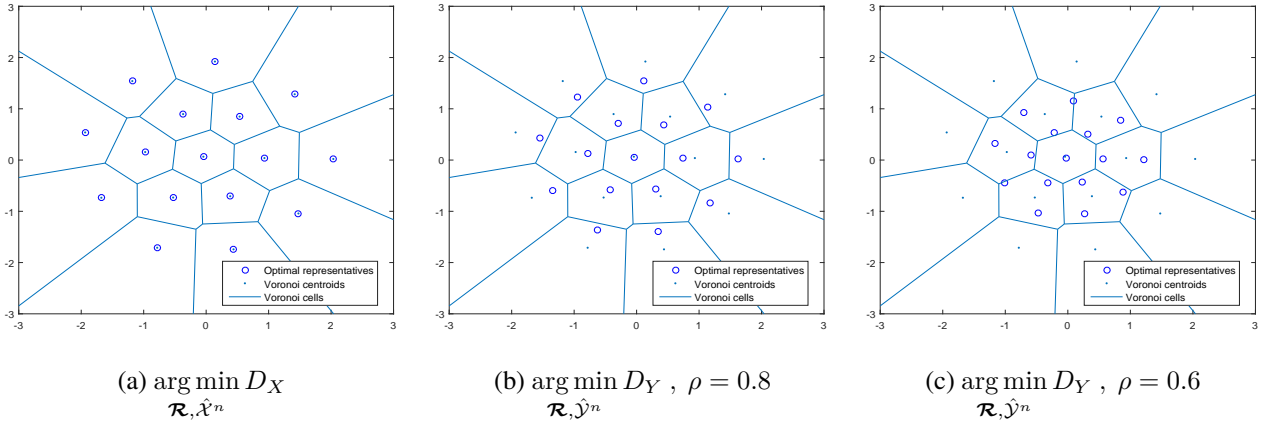 3
2
1
0
-1
-2
-3
-3 -2 -1 0 1 2 3
Optimal representatives
Voronoi centroids
Voronoi cells
(a) arg min D_X
𝓡,𝒳̂ⁿ
3
2
1
0
-1
-2
-3
-3 -2 -1 0 1 2 3
Optimal representatives
Voronoi centroids
Voronoi cells
(b) arg min D_Y , ρ = 0.8
𝓡,𝒴̂ⁿ
3
2
1
0
-1
-2
-3
-3 -2 -1 0 1 2 3
Optimal representatives
Voronoi centroids
Voronoi cells
(c) arg min D_Y , ρ = 0.6
𝓡,𝒴̂ⁿ